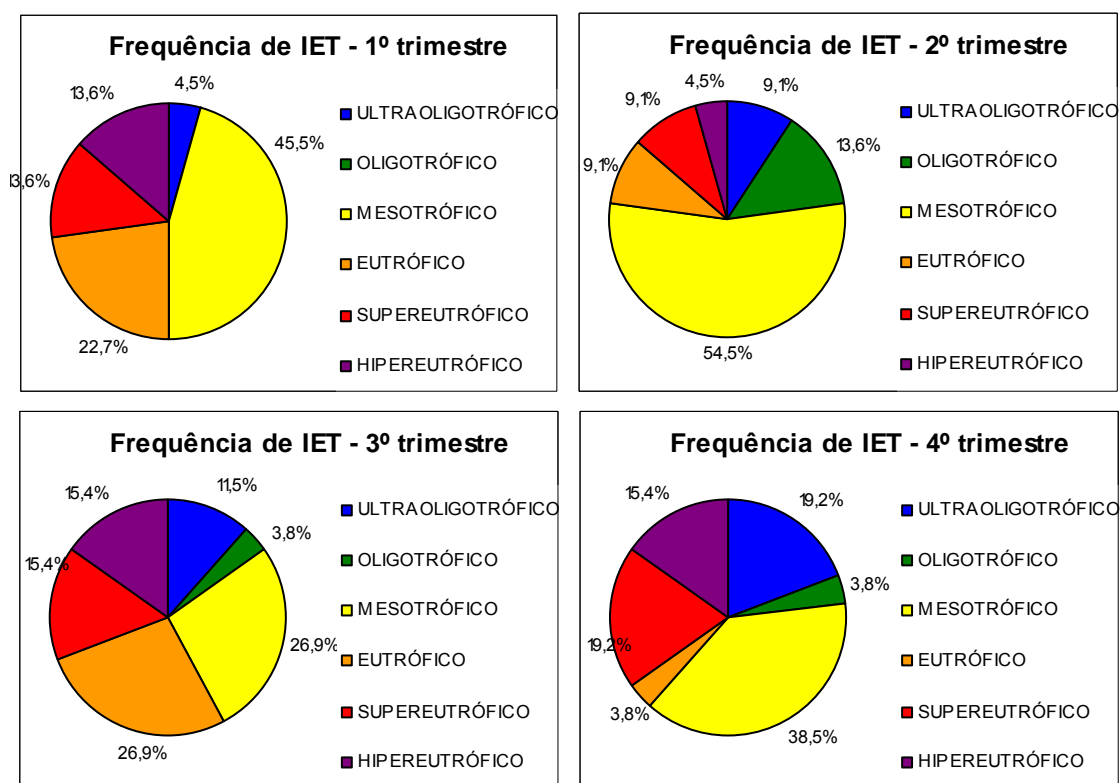 Frequência de IET - 1º trimestre
4,5%
45,5%
22,7%
13,6%
13,6%
ULTRAOLIGOTRÓFICO
OLIGOTRÓFICO
MESOTRÓFICO
EUTRÓFICO
SUPEREUTRÓFICO
HIPEREUTRÓFICO
Frequência de IET - 2º trimestre
9,1%
13,6%
54,5%
9,1%
9,1%
4,5%
ULTRAOLIGOTRÓFICO
OLIGOTRÓFICO
MESOTRÓFICO
EUTRÓFICO
SUPEREUTRÓFICO
HIPEREUTRÓFICO
Frequência de IET - 3º trimestre
11,5%
3,8%
26,9%
26,9%
15,4%
15,4%
ULTRAOLIGOTRÓFICO
OLIGOTRÓFICO
MESOTRÓFICO
EUTRÓFICO
SUPEREUTRÓFICO
HIPEREUTRÓFICO
Frequência de IET - 4º trimestre
19,2%
3,8%
38,5%
3,8%
19,2%
15,4%
ULTRAOLIGOTRÓFICO
OLIGOTRÓFICO
MESOTRÓFICO
EUTRÓFICO
SUPEREUTRÓFICO
HIPEREUTRÓFICO